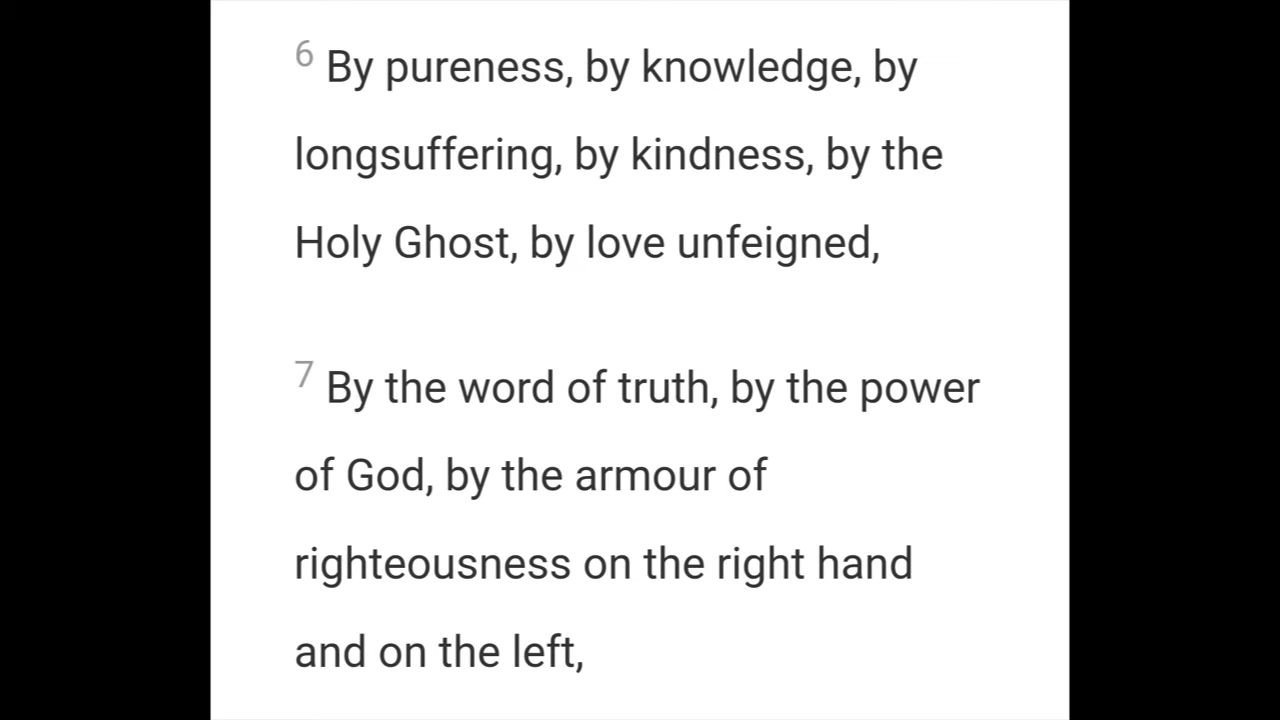 6 By pureness, by knowledge, by
longsuffering, by kindness, by the
Holy Ghost, by love unfeigned,
7 By the word of truth, by the power
of God, by the armour of
righteousness on the right hand
and on the left,